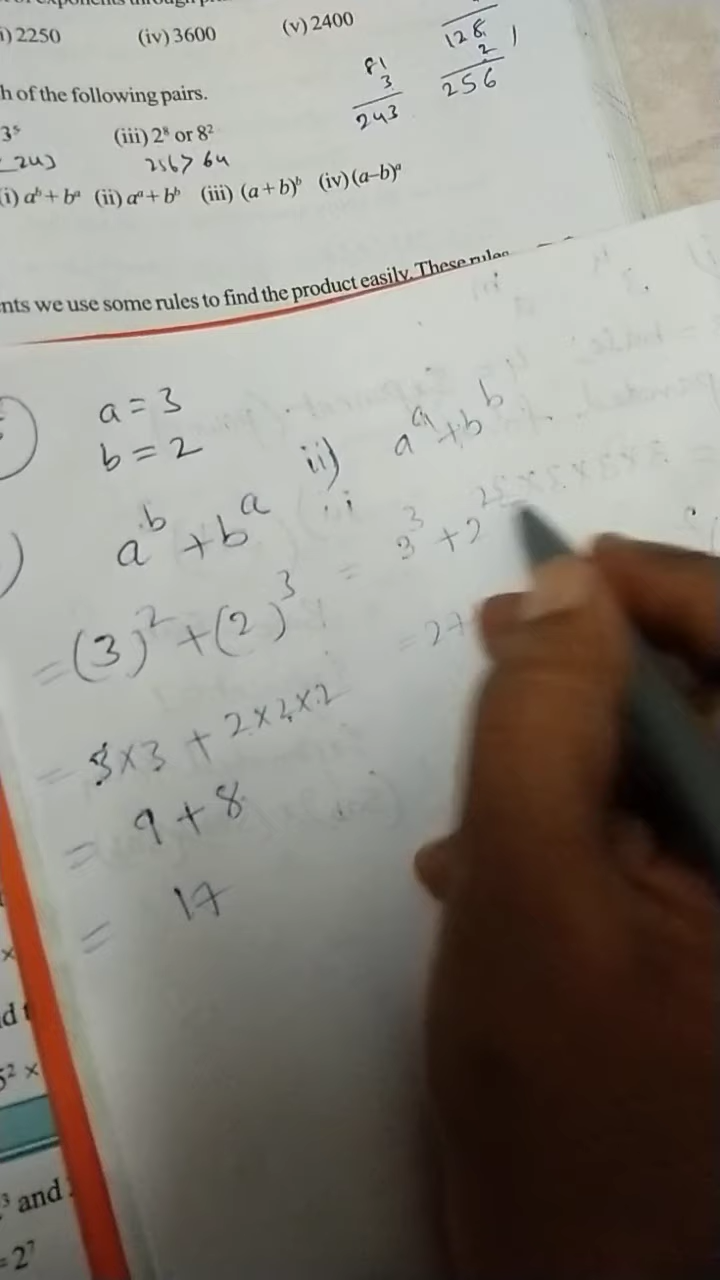 i) 2250 (iv) 3600 (v) 2400
128
2
256
81
3
243
h of the following pairs.
3⁵ (iii) 2⁸ or 8²
243 256 > 64
(i) aᵇ + bᵃ (ii) aᵃ + bᵇ (iii) (a+b)ᵇ (iv) (a–b)ᵃ
nts we use some rules to find the product easily. These rules
a = 3
b = 2
aᵇ + bᵃ
= (3)² + (2)³
= 3×3 + 2×2×2
= 9 + 8
= 17
ii) aᵃ + bᵇ
= 3³ + 2²
= 27
5² ×
³ and
= 2⁷